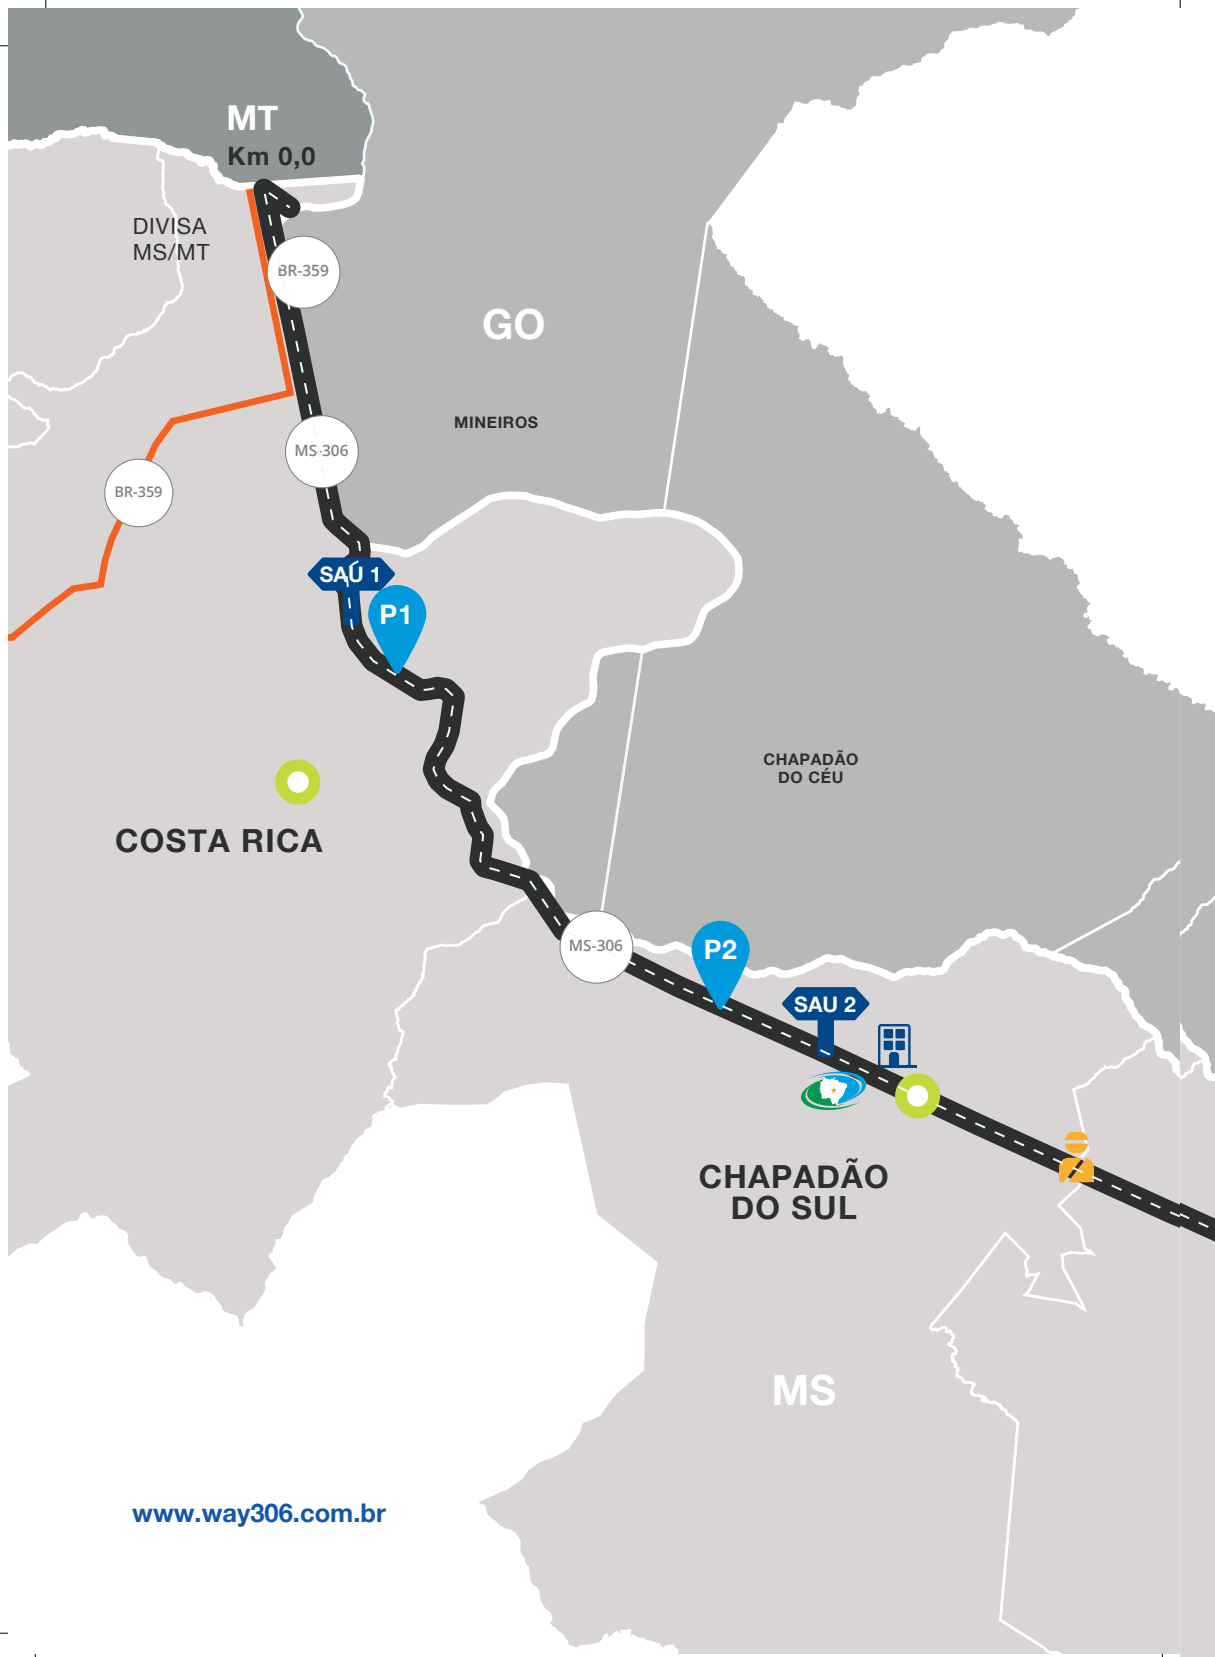 MT
Km 0,0
DIVISA
MS/MT
BR-359
GO
MINEIROS
MS-306
BR-359
SAÚ 1
P1
CHAPADÃO
DO CÉU
COSTA RICA
MS-306
P2
SAU 2
CHAPADÃO
DO SUL
MS
www.way306.com.br